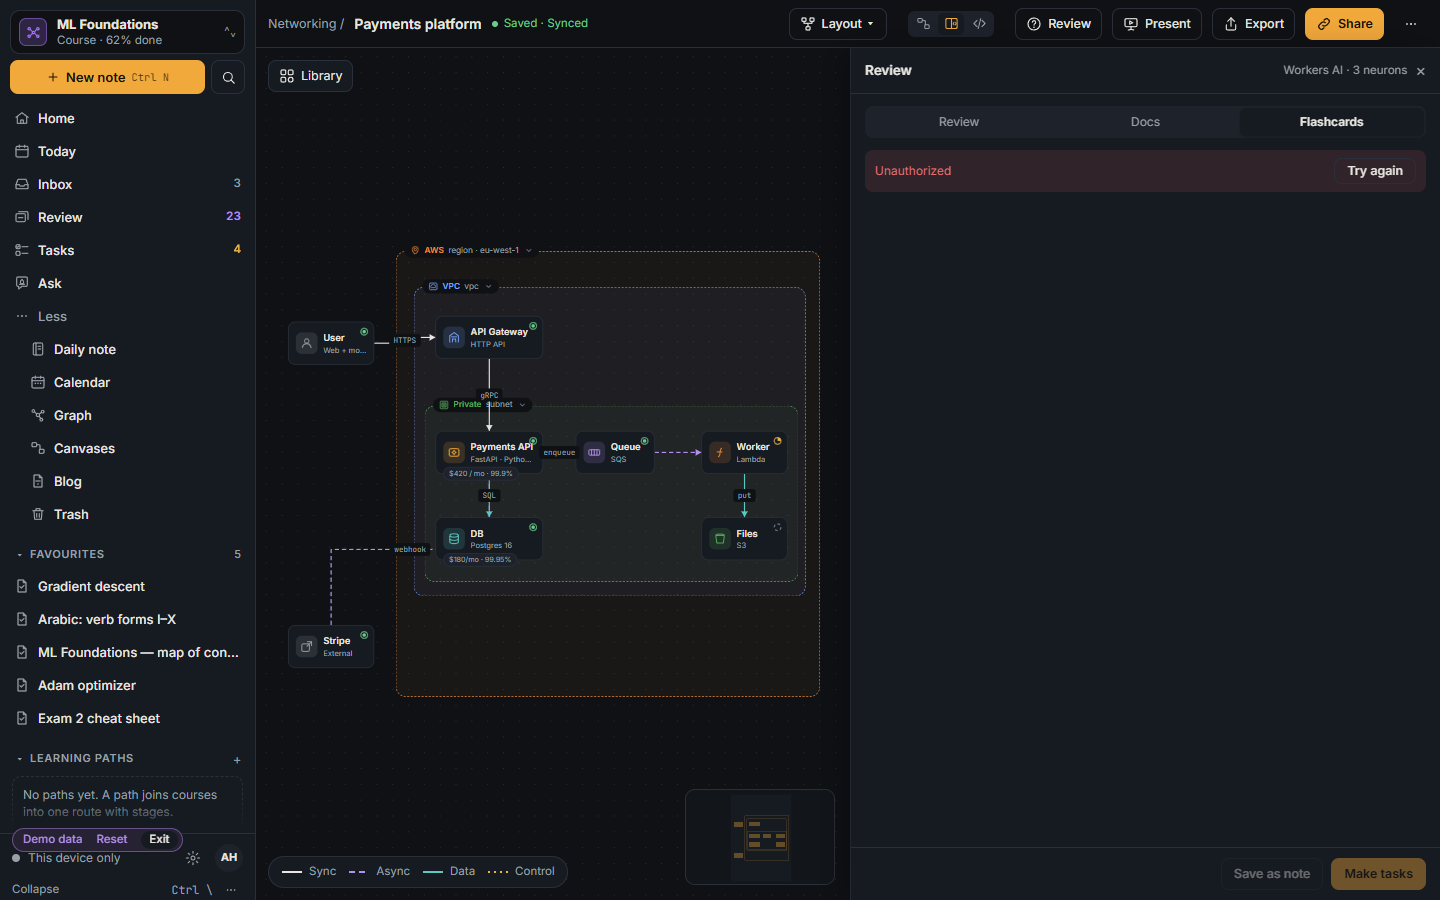 ML Foundations
Course · 62% done
+ New note Ctrl N
Home
Today
Inbox 3
Review 23
Tasks 4
Ask
Less
Daily note
Calendar
Graph
Canvases
Blog
Trash
FAVOURITES 5
Gradient descent
Arabic: verb forms I–X
ML Foundations — map of con...
Adam optimizer
Exam 2 cheat sheet
LEARNING PATHS +
No paths yet. A path joins courses
into one route with stages.
Demo data Reset Exit
This device only AH
Collapse Ctrl \ ...
Networking / Payments platform Saved · Synced
Layout Review Present Export Share ...
Library
AWS region · eu-west-1
VPC vpc
User
Web + mo...
HTTPS
API Gateway
HTTP API
gRPC
Private subnet
Payments API
FastAPI · Pytho...
$420 / mo · 99.9%
enqueue
Queue
SQS
Worker
Lambda
SQL
put
DB
Postgres 16
$180/mo · 99.95%
Files
S3
webhook
Stripe
External
Sync Async Data Control
Review Workers AI · 3 neurons ×
Review Docs Flashcards
Unauthorized Try again
Save as note Make tasks